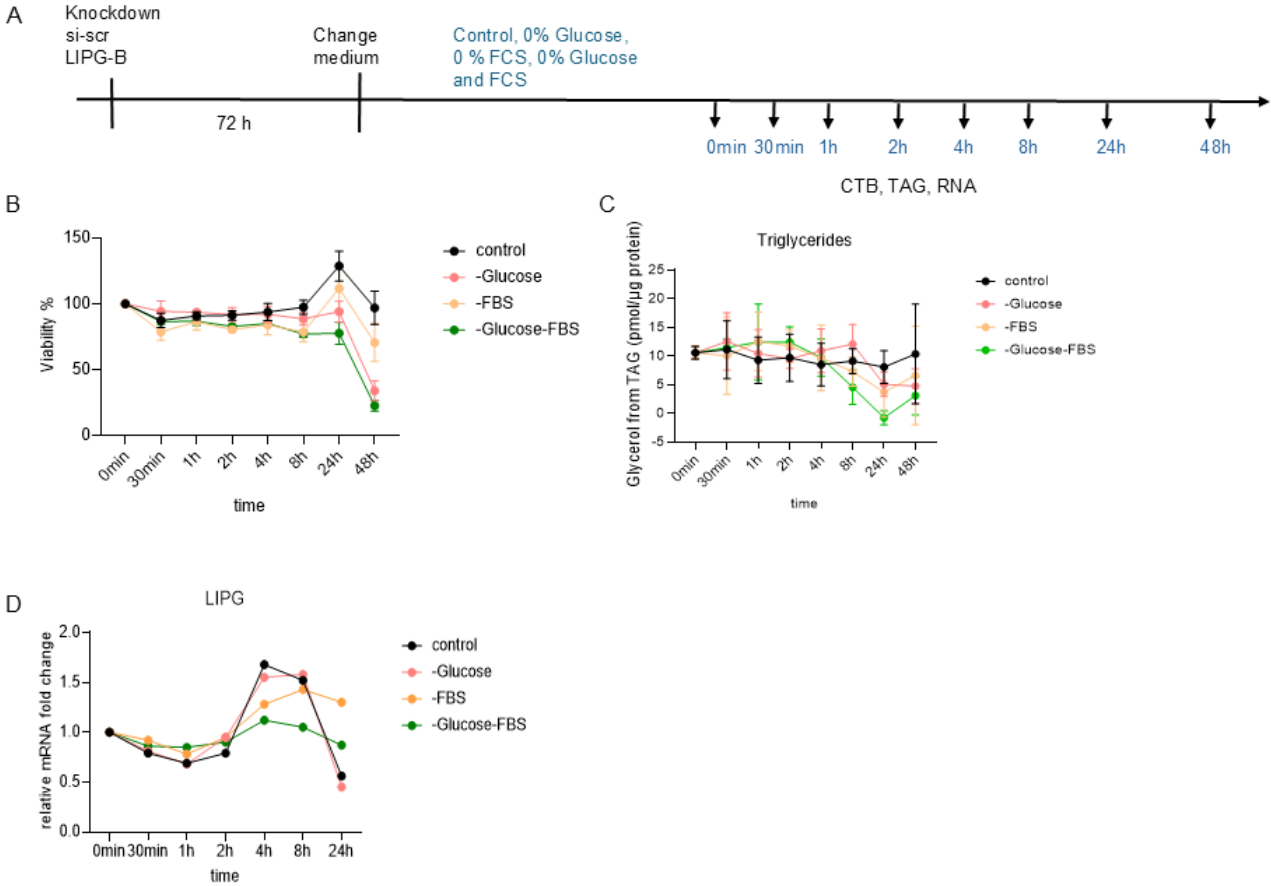 A
Knockdown
si-scr
LIPG-B
Change
medium
Control, 0% Glucose,
0 % FCS, 0% Glucose
and FCS
72 h
0min 30min 1h 2h 4h 8h 24h 48h
CTB, TAG, RNA
B
150
100
50
0
Viability %
0min 30min 1h 2h 4h 8h 24h 48h
time
control
-Glucose
-FBS
-Glucose-FBS
C
Triglycerides
25
20
15
10
5
0
-5
Glycerol from TAG (pmol/µg protein)
0min 30min 1h 2h 4h 8h 24h 48h
time
control
-Glucose
-FBS
-Glucose-FBS
D
LIPG
2.0
1.5
1.0
0.5
0.0
relative mRNA fold change
0min 30min 1h 2h 4h 8h 24h
time
control
-Glucose
-FBS
-Glucose-FBS